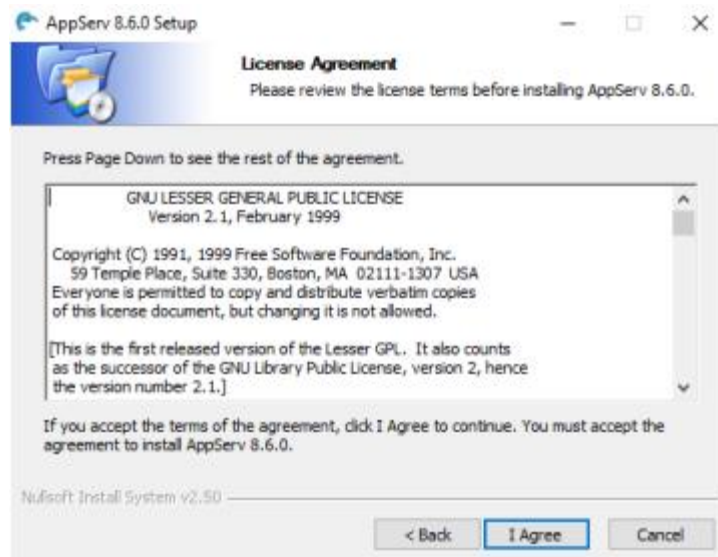 AppServ 8.6.0 Setup
License Agreement
Please review the license terms before installing AppServ 8.6.0.
Press Page Down to see the rest of the agreement.
GNU LESSER GENERAL PUBLIC LICENSE
Version 2.1, February 1999
Copyright (C) 1991, 1999 Free Software Foundation, Inc.
59 Temple Place, Suite 330, Boston, MA 02111-1307 USA
Everyone is permitted to copy and distribute verbatim copies
of this license document, but changing it is not allowed.
[This is the first released version of the Lesser GPL. It also counts
as the successor of the GNU Library Public License, version 2, hence
the version number 2.1.]
If you accept the terms of the agreement, click I Agree to continue. You must accept the
agreement to install AppServ 8.6.0.
Nullsoft Install System v2.50
< Back I Agree Cancel